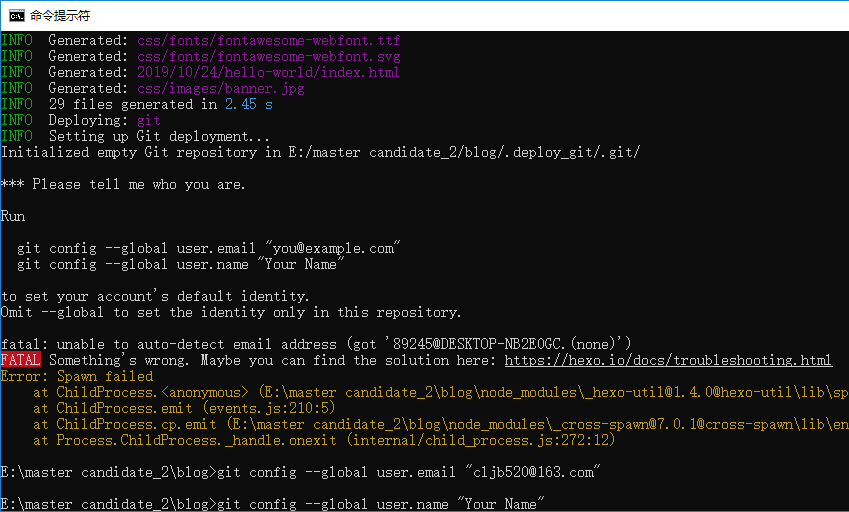 命令提示符
INFO  Generated: css/fonts/fontawesome-webfont.ttf
INFO  Generated: css/fonts/fontawesome-webfont.svg
INFO  Generated: 2019/10/24/hello-world/index.html
INFO  Generated: css/images/banner.jpg
INFO  29 files generated in 2.45 s
INFO  Deploying: git
INFO  Setting up Git deployment...
Initialized empty Git repository in E:/master candidate_2/blog/.deploy_git/.git/
*** Please tell me who you are.
Run
  git config --global user.email "you@example.com"
  git config --global user.name "Your Name"
to set your account's default identity.
Omit --global to set the identity only in this repository.
fatal: unable to auto-detect email address (got '89245@DESKTOP-NB2E0GC.(none)')
FATAL Something's wrong. Maybe you can find the solution here: https://hexo.io/docs/troubleshooting.html
Error: Spawn failed
    at ChildProcess.<anonymous> (E:\master candidate_2\blog\node_modules\_hexo-util@1.4.0@hexo-util\lib\sp
    at ChildProcess.emit (events.js:210:5)
    at ChildProcess.cp.emit (E:\master candidate_2\blog\node_modules\_cross-spawn@7.0.1@cross-spawn\lib\en
    at Process.ChildProcess._handle.onexit (internal/child_process.js:272:12)
E:\master candidate_2\blog>git config --global user.email "cljb520@163.com"
E:\master candidate_2\blog>git config --global user.name "Your Name"